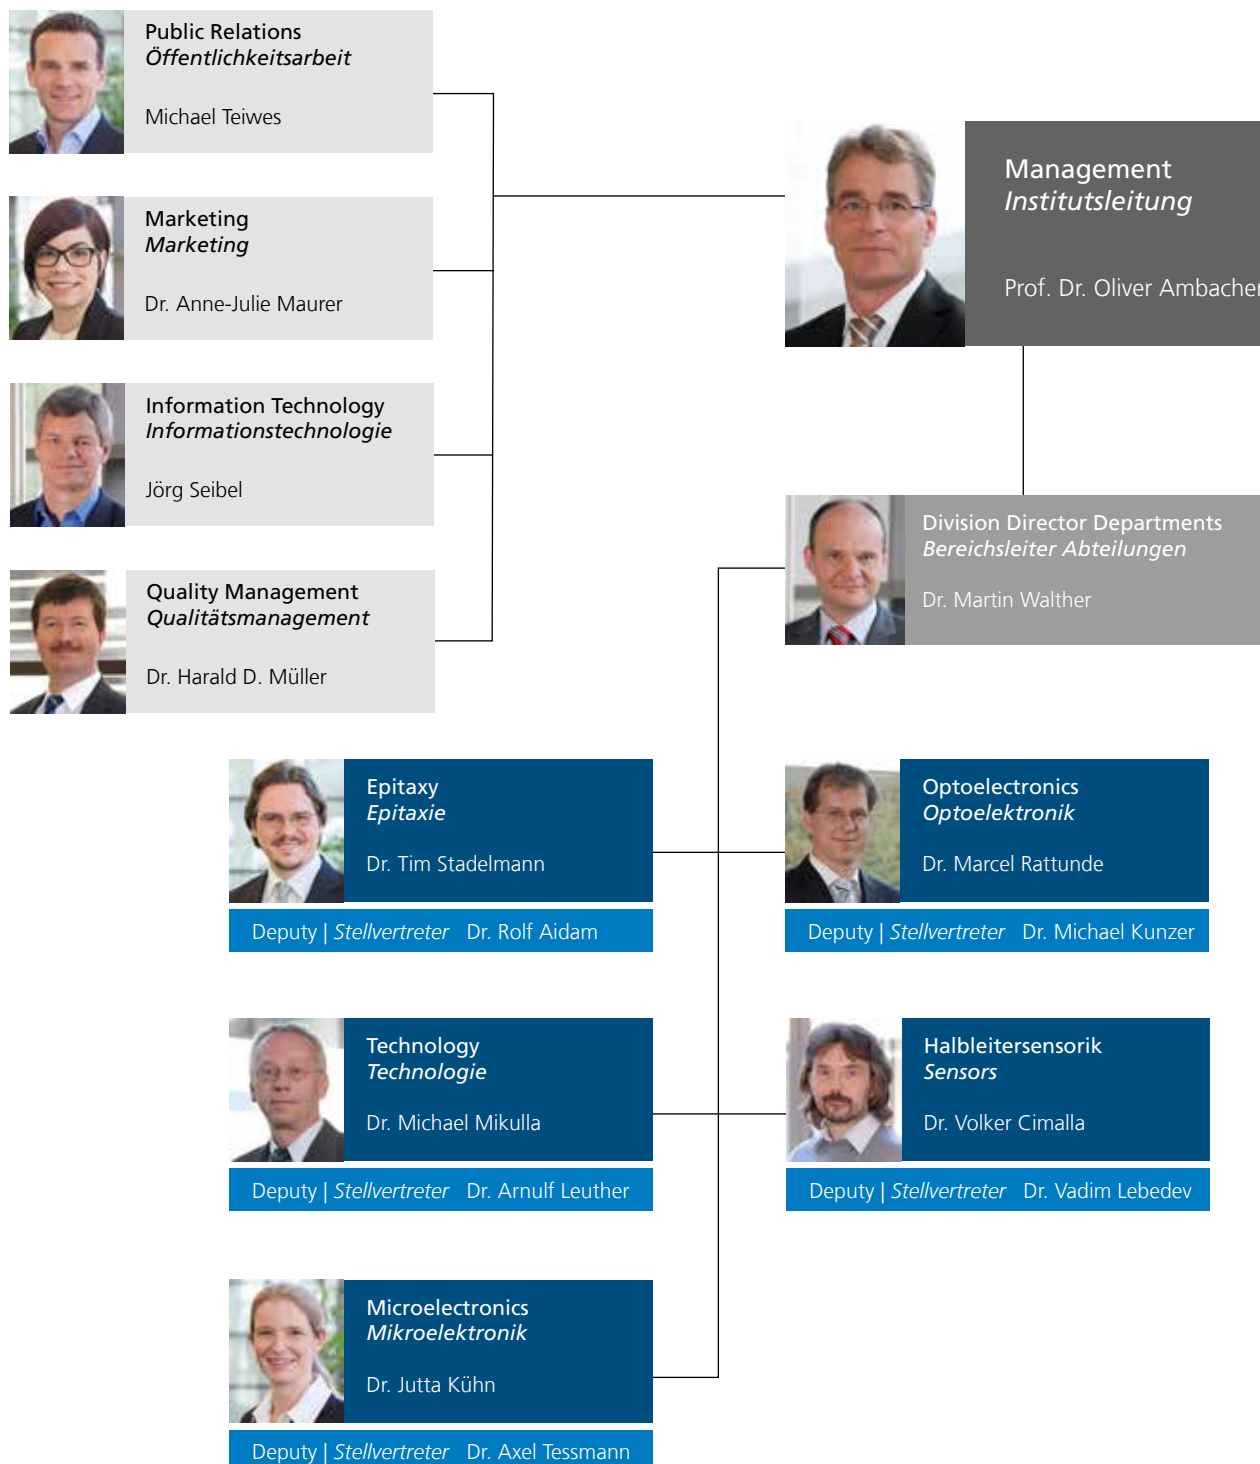 Public Relations
Öffentlichkeitsarbeit
Michael Teiwes
Marketing
Marketing
Dr. Anne-Julie Maurer
Information Technology
Informationstechnologie
Jörg Seibel
Quality Management
Qualitätsmanagement
Dr. Harald D. Müller
Management
Institutsleitung
Prof. Dr. Oliver Ambacher
Division Director Departments
Bereichsleiter Abteilungen
Dr. Martin Walther
Epitaxy
Epitaxie
Dr. Tim Stadelmann
Deputy | Stellvertreter Dr. Rolf Aidam
Optoelectronics
Optoelektronik
Dr. Marcel Rattunde
Deputy | Stellvertreter Dr. Michael Kunzer
Technology
Technologie
Dr. Michael Mikulla
Deputy | Stellvertreter Dr. Arnulf Leuther
Halbleitersensorik
Sensors
Dr. Volker Cimalla
Deputy | Stellvertreter Dr. Vadim Lebedev
Microelectronics
Mikroelektronik
Dr. Jutta Kühn
Deputy | Stellvertreter Dr. Axel Tessmann